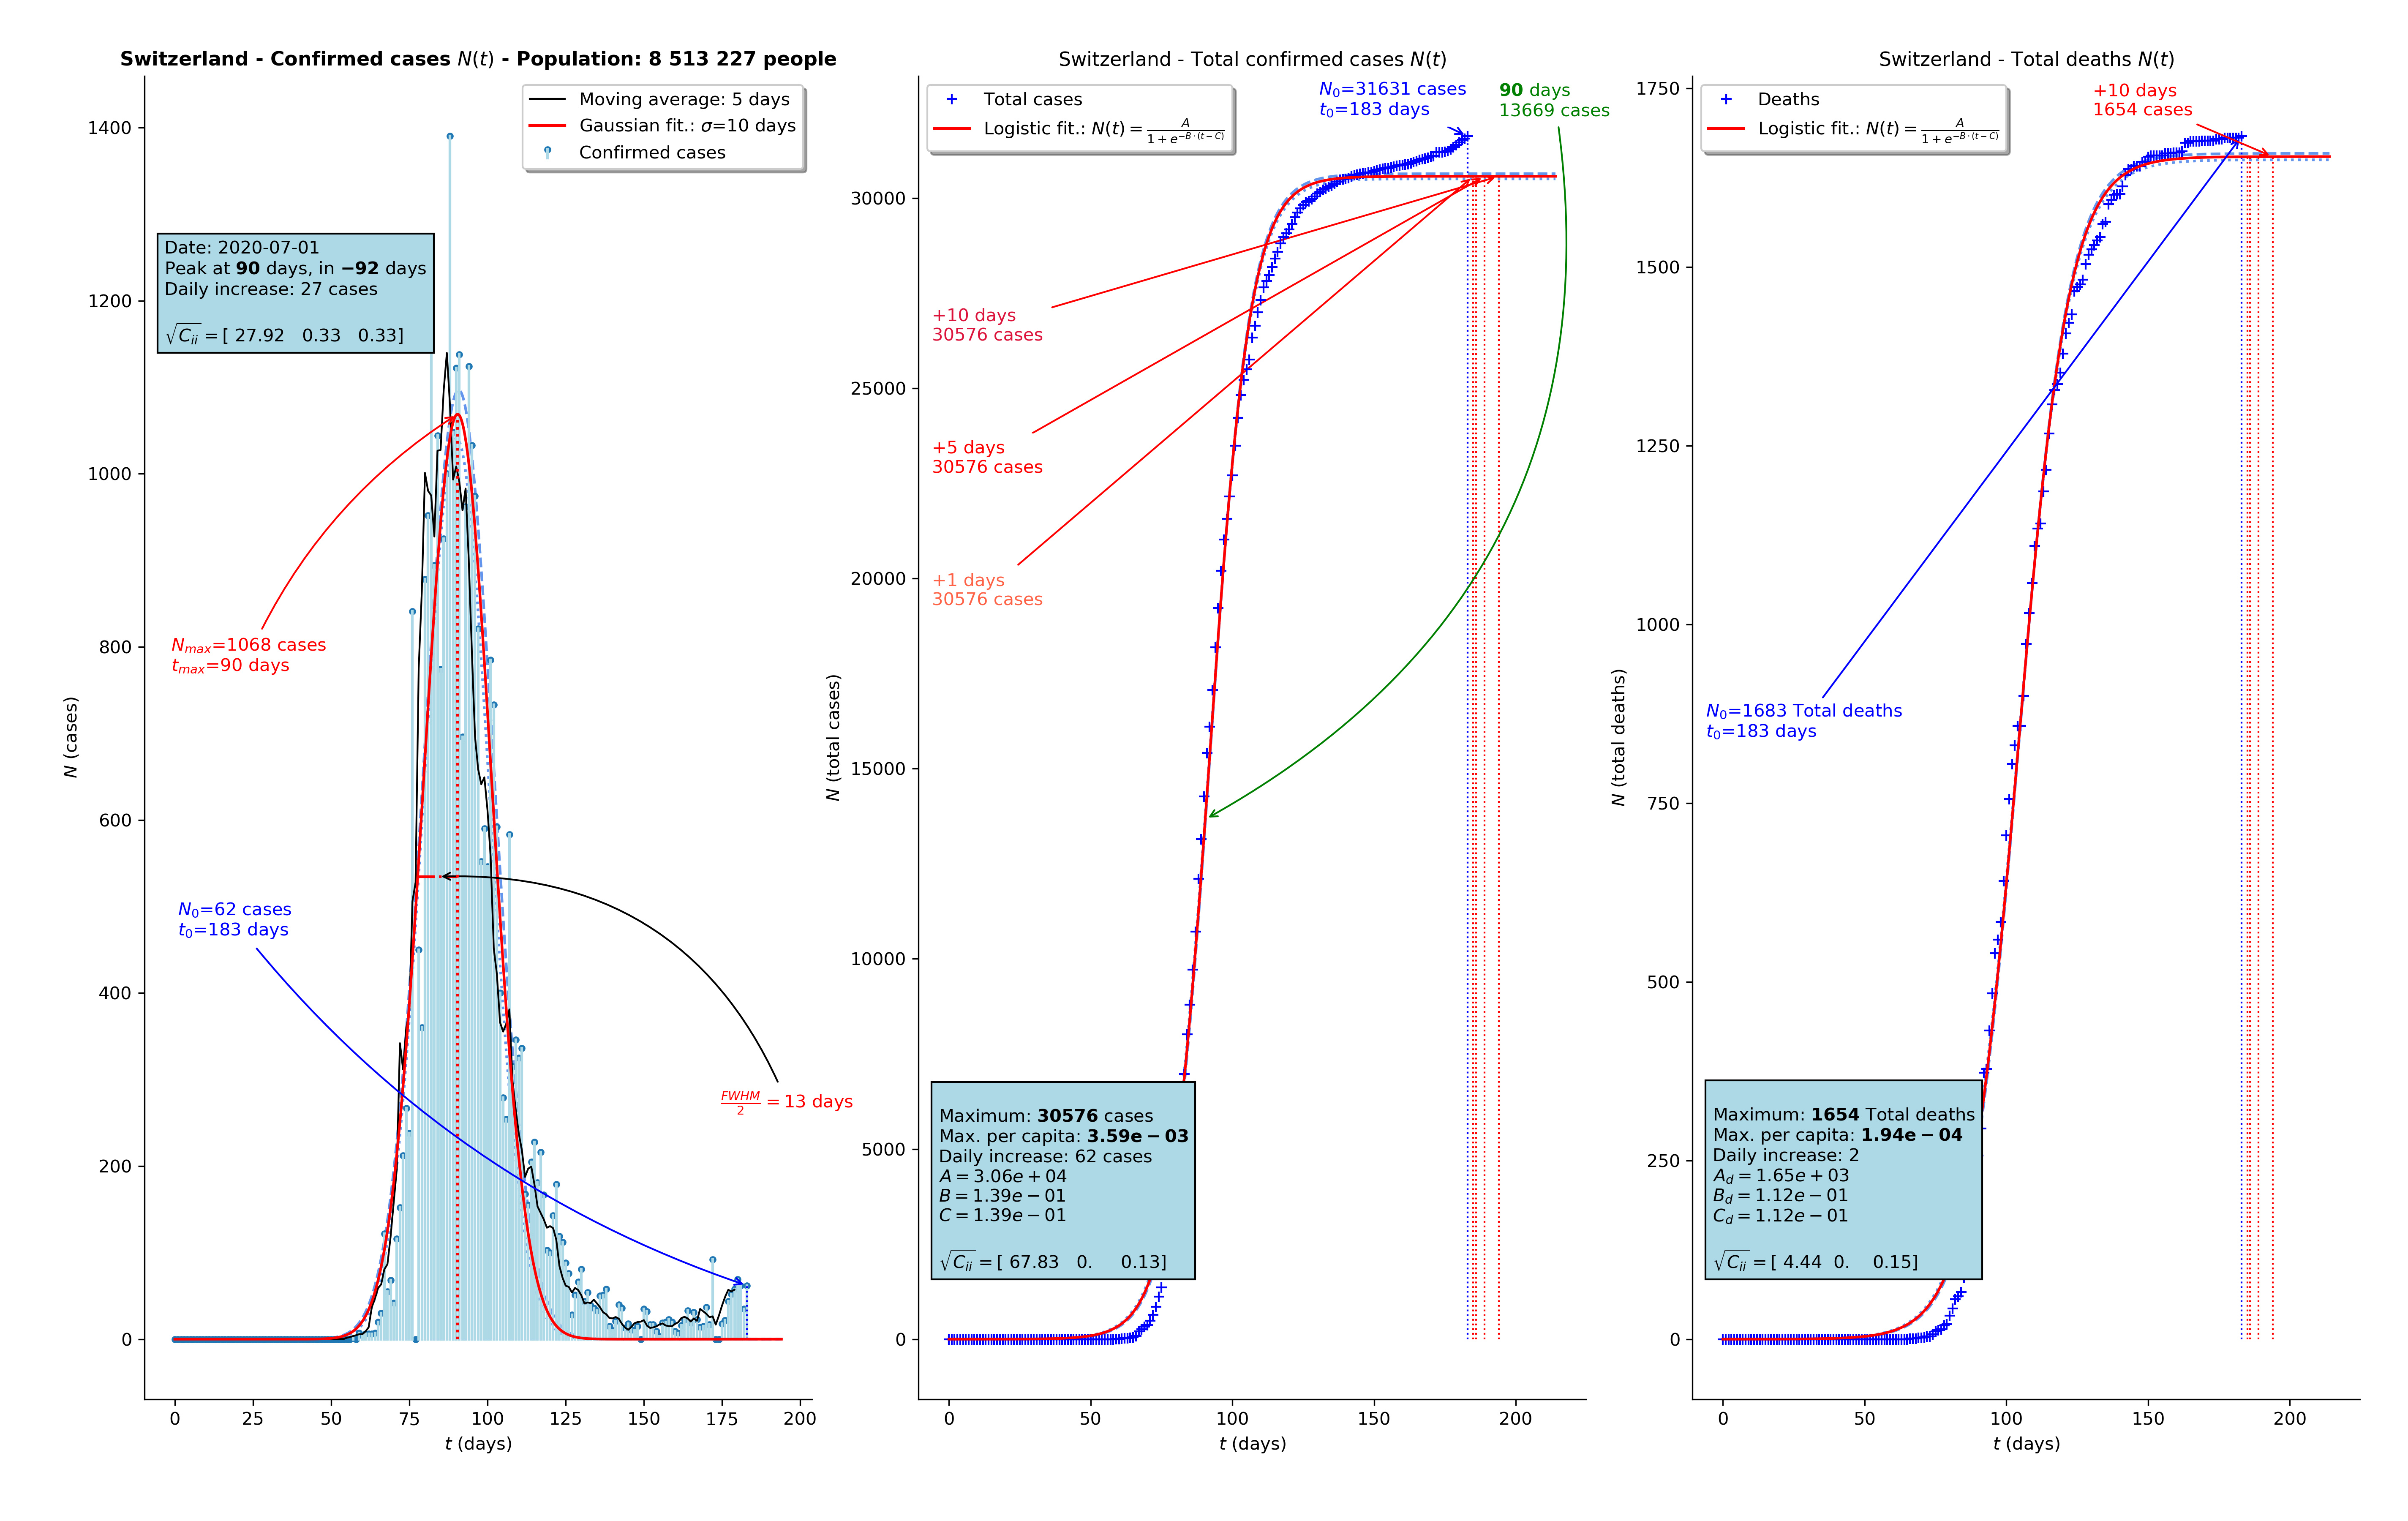 Switzerland - Confirmed cases N(t) - Population: 8 513 227 people
Moving average: 5 days
Gaussian fit.: σ=10 days
Confirmed cases
Date: 2020-07-01
Peak at 90 days, in −92 days
Daily increase: 27 cases
√C_ii = [ 27.92 0.33 0.33]
N_max=1068 cases
t_max=90 days
N_0=62 cases
t_0=183 days
FWHM/2 = 13 days
N (cases)
1400
1200
1000
800
600
400
200
0
0 25 50 75 100 125 150 175 200
t (days)
Switzerland - Total confirmed cases N(t)
Total cases
Logistic fit.: N(t) = A/(1 + e^{−B·(t−C)})
N_0=31631 cases
t_0=183 days
90 days
13669 cases
+10 days
30576 cases
+5 days
30576 cases
+1 days
30576 cases
Maximum: 30576 cases
Max. per capita: 3.59e − 03
Daily increase: 62 cases
A = 3.06e + 04
B = 1.39e − 01
C = 1.39e − 01
√C_ii = [ 67.83 0. 0.13]
N (total cases)
30000
25000
20000
15000
10000
5000
0
0 50 100 150 200
t (days)
Switzerland - Total deaths N(t)
Deaths
Logistic fit.: N(t) = A/(1 + e^{−B·(t−C)})
+10 days
1654 cases
N_0=1683 Total deaths
t_0=183 days
Maximum: 1654 Total deaths
Max. per capita: 1.94e − 04
Daily increase: 2
A_d = 1.65e + 03
B_d = 1.12e − 01
C_d = 1.12e − 01
√C_ii = [ 4.44 0. 0.15]
N (total deaths)
1750
1500
1250
1000
750
500
250
0
0 50 100 150 200
t (days)